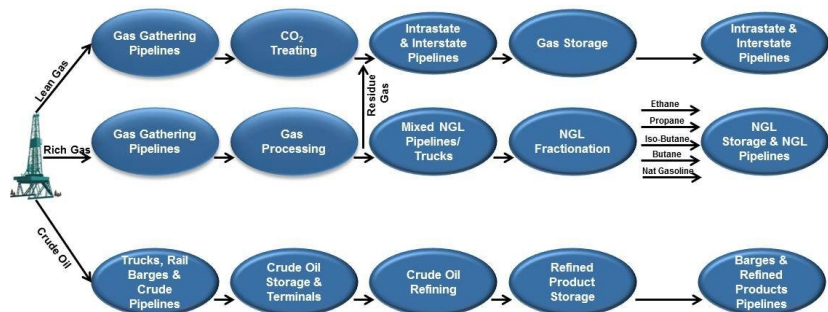 Lean Gas
Gas Gathering
Pipelines
CO₂
Treating
Intrastate
& Interstate
Pipelines
Gas Storage
Intrastate &
Interstate
Pipelines
Residue
Gas
Rich Gas
Gas Gathering
Pipelines
Gas
Processing
Mixed NGL
Pipelines/
Trucks
NGL
Fractionation
Ethane
Propane
Iso-Butane
Butane
Nat Gasoline
NGL
Storage & NGL
Pipelines
Crude Oil
Trucks, Rail
Barges &
Crude
Pipelines
Crude Oil
Storage &
Terminals
Crude Oil
Refining
Refined
Product
Storage
Barges &
Refined
Products
Pipelines